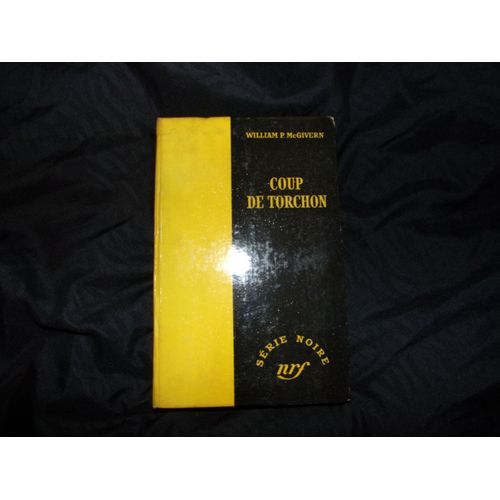 WILLIAM P. McGIVERN
COUP
DE TORCHON
SÉRIE NOIRE
nrf